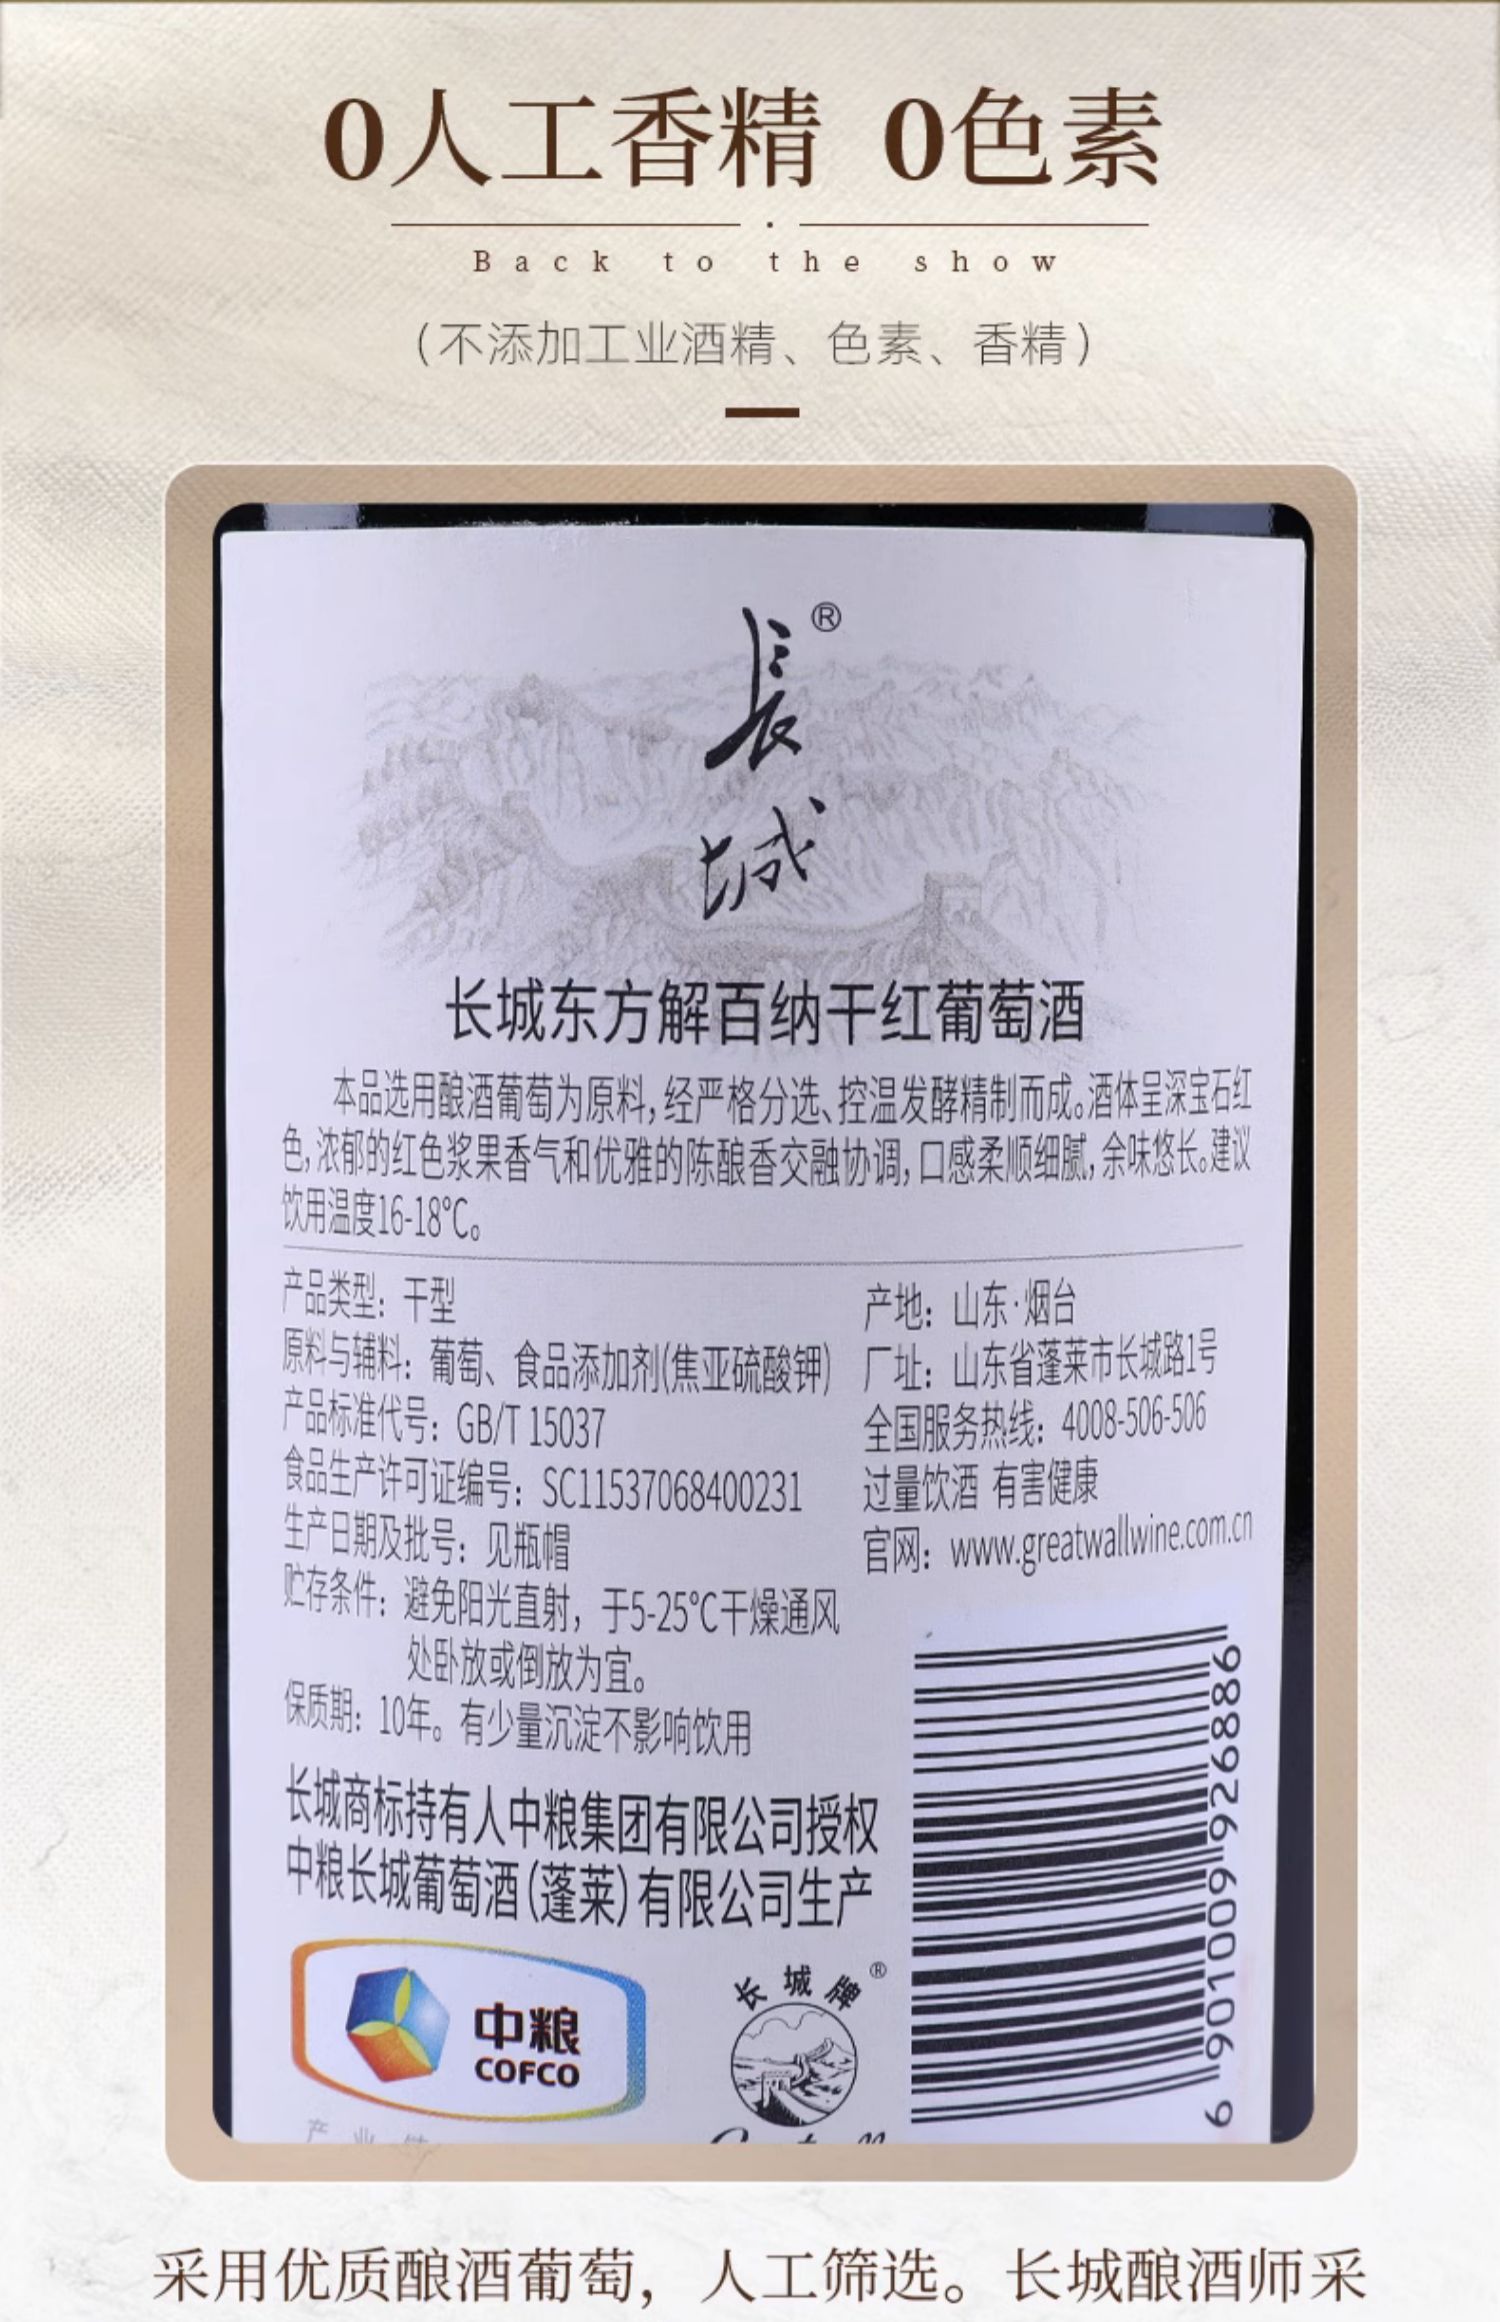 0人工香精 0色素
Back to the show
(不添加工业酒精、色素、香精)
長®
城
长城东方解百纳干红葡萄酒
本品选用酿酒葡萄为原料,经严格分选、控温发酵精制而成。酒体呈深宝石红
色,浓郁的红色浆果香气和优雅的陈酿香交融协调,口感柔顺细腻,余味悠长。建议
饮用温度16-18°C。
产品类型：干型
原料与辅料：葡萄、食品添加剂(焦亚硫酸钾)
产品标准代号：GB/T 15037
食品生产许可证编号：SC11537068400231
生产日期及批号：见瓶帽
贮存条件：避免阳光直射，于5-25°C干燥通风
处卧放或倒放为宜。
保质期：10年。有少量沉淀不影响饮用
产地：山东·烟台
厂址：山东省蓬莱市长城路1号
全国服务热线：4008-506-506
过量饮酒 有害健康
官网：www.greatwallwine.com.cn
长城商标持有人中粮集团有限公司授权
中粮长城葡萄酒(蓬莱)有限公司生产
中粮
COFCO
长城牌®
6 901009 926886
采用优质酿酒葡萄，人工筛选。长城酿酒师采